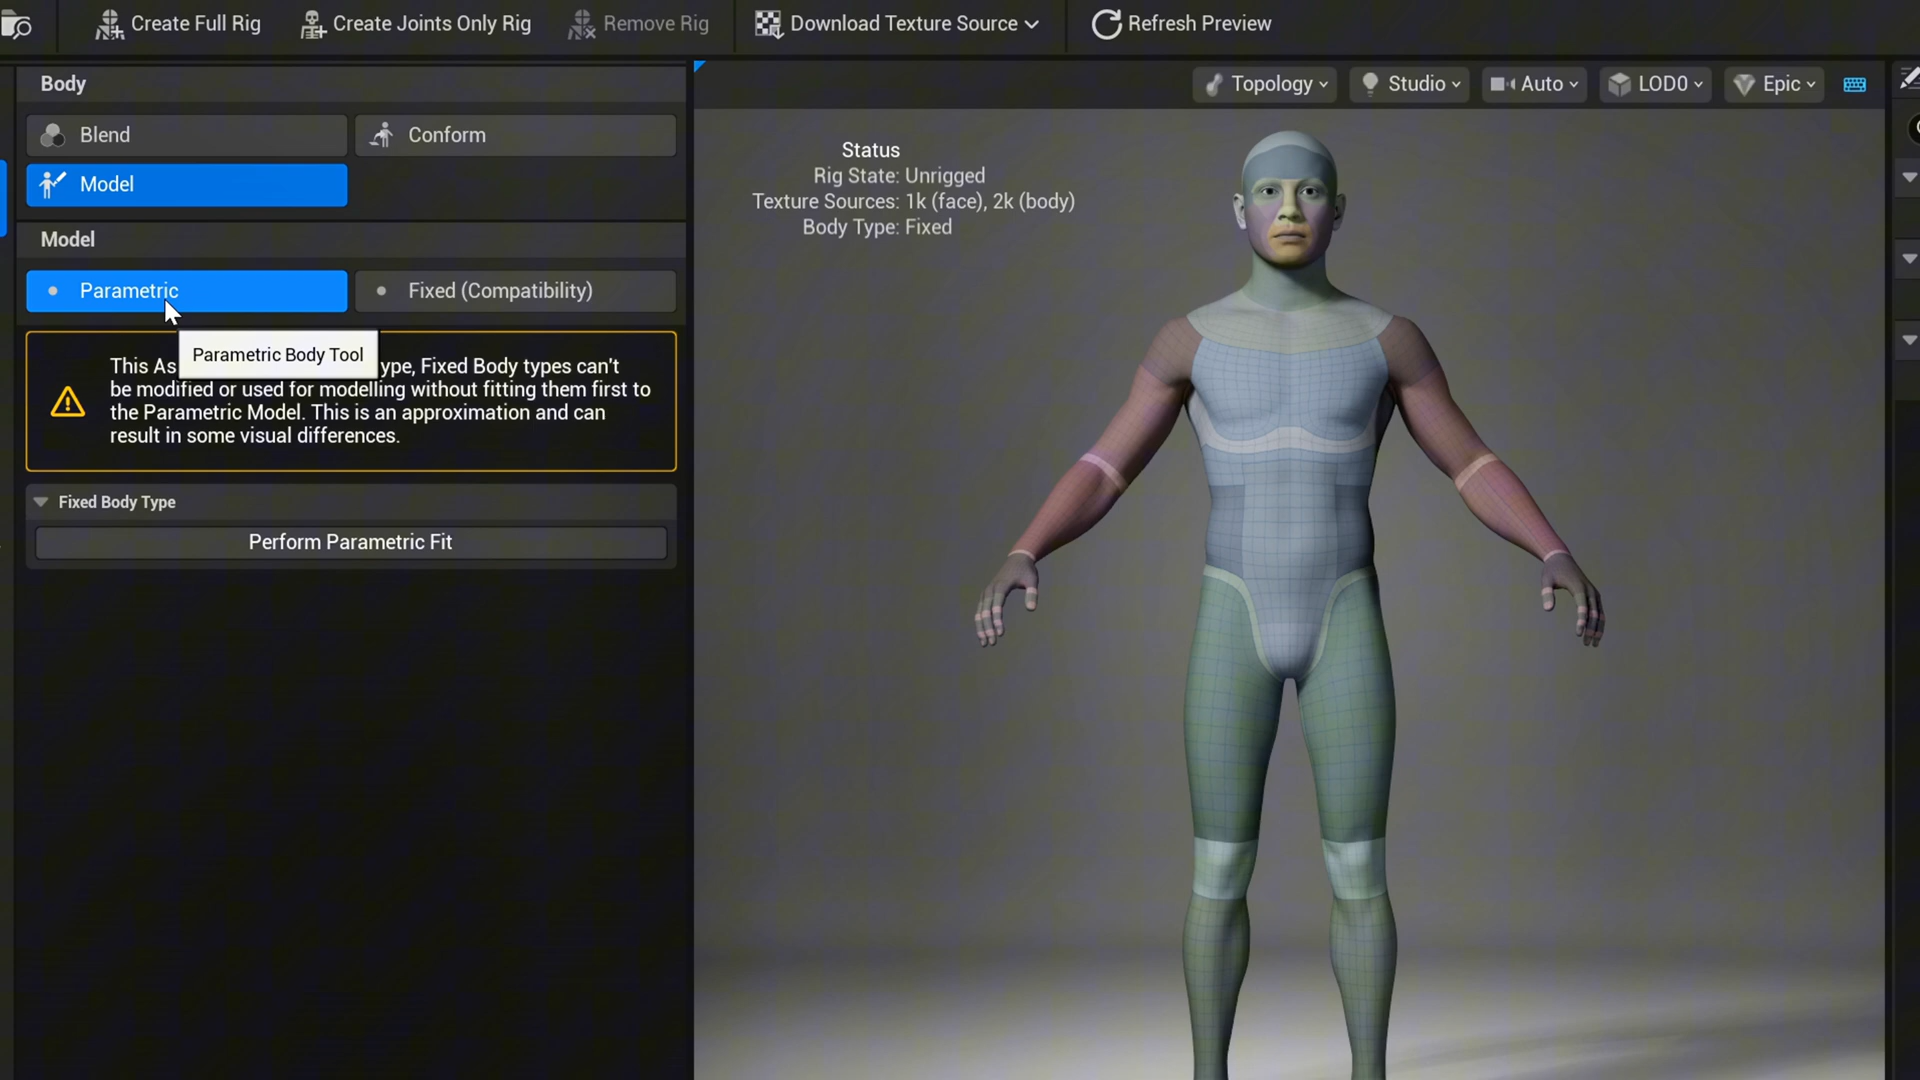 Create Full Rig
Create Joints Only Rig
Remove Rig
Download Texture Source
Refresh Preview
Body
Blend
Conform
Model
Model
Parametric
Fixed (Compatibility)
Parametric Body Tool
This As ype, Fixed Body types can't
be modified or used for modelling without fitting them first to
the Parametric Model. This is an approximation and can
result in some visual differences.
Fixed Body Type
Perform Parametric Fit
Topology
Studio
Auto
LOD0
Epic
Status
Rig State: Unrigged
Texture Sources: 1k (face), 2k (body)
Body Type: Fixed